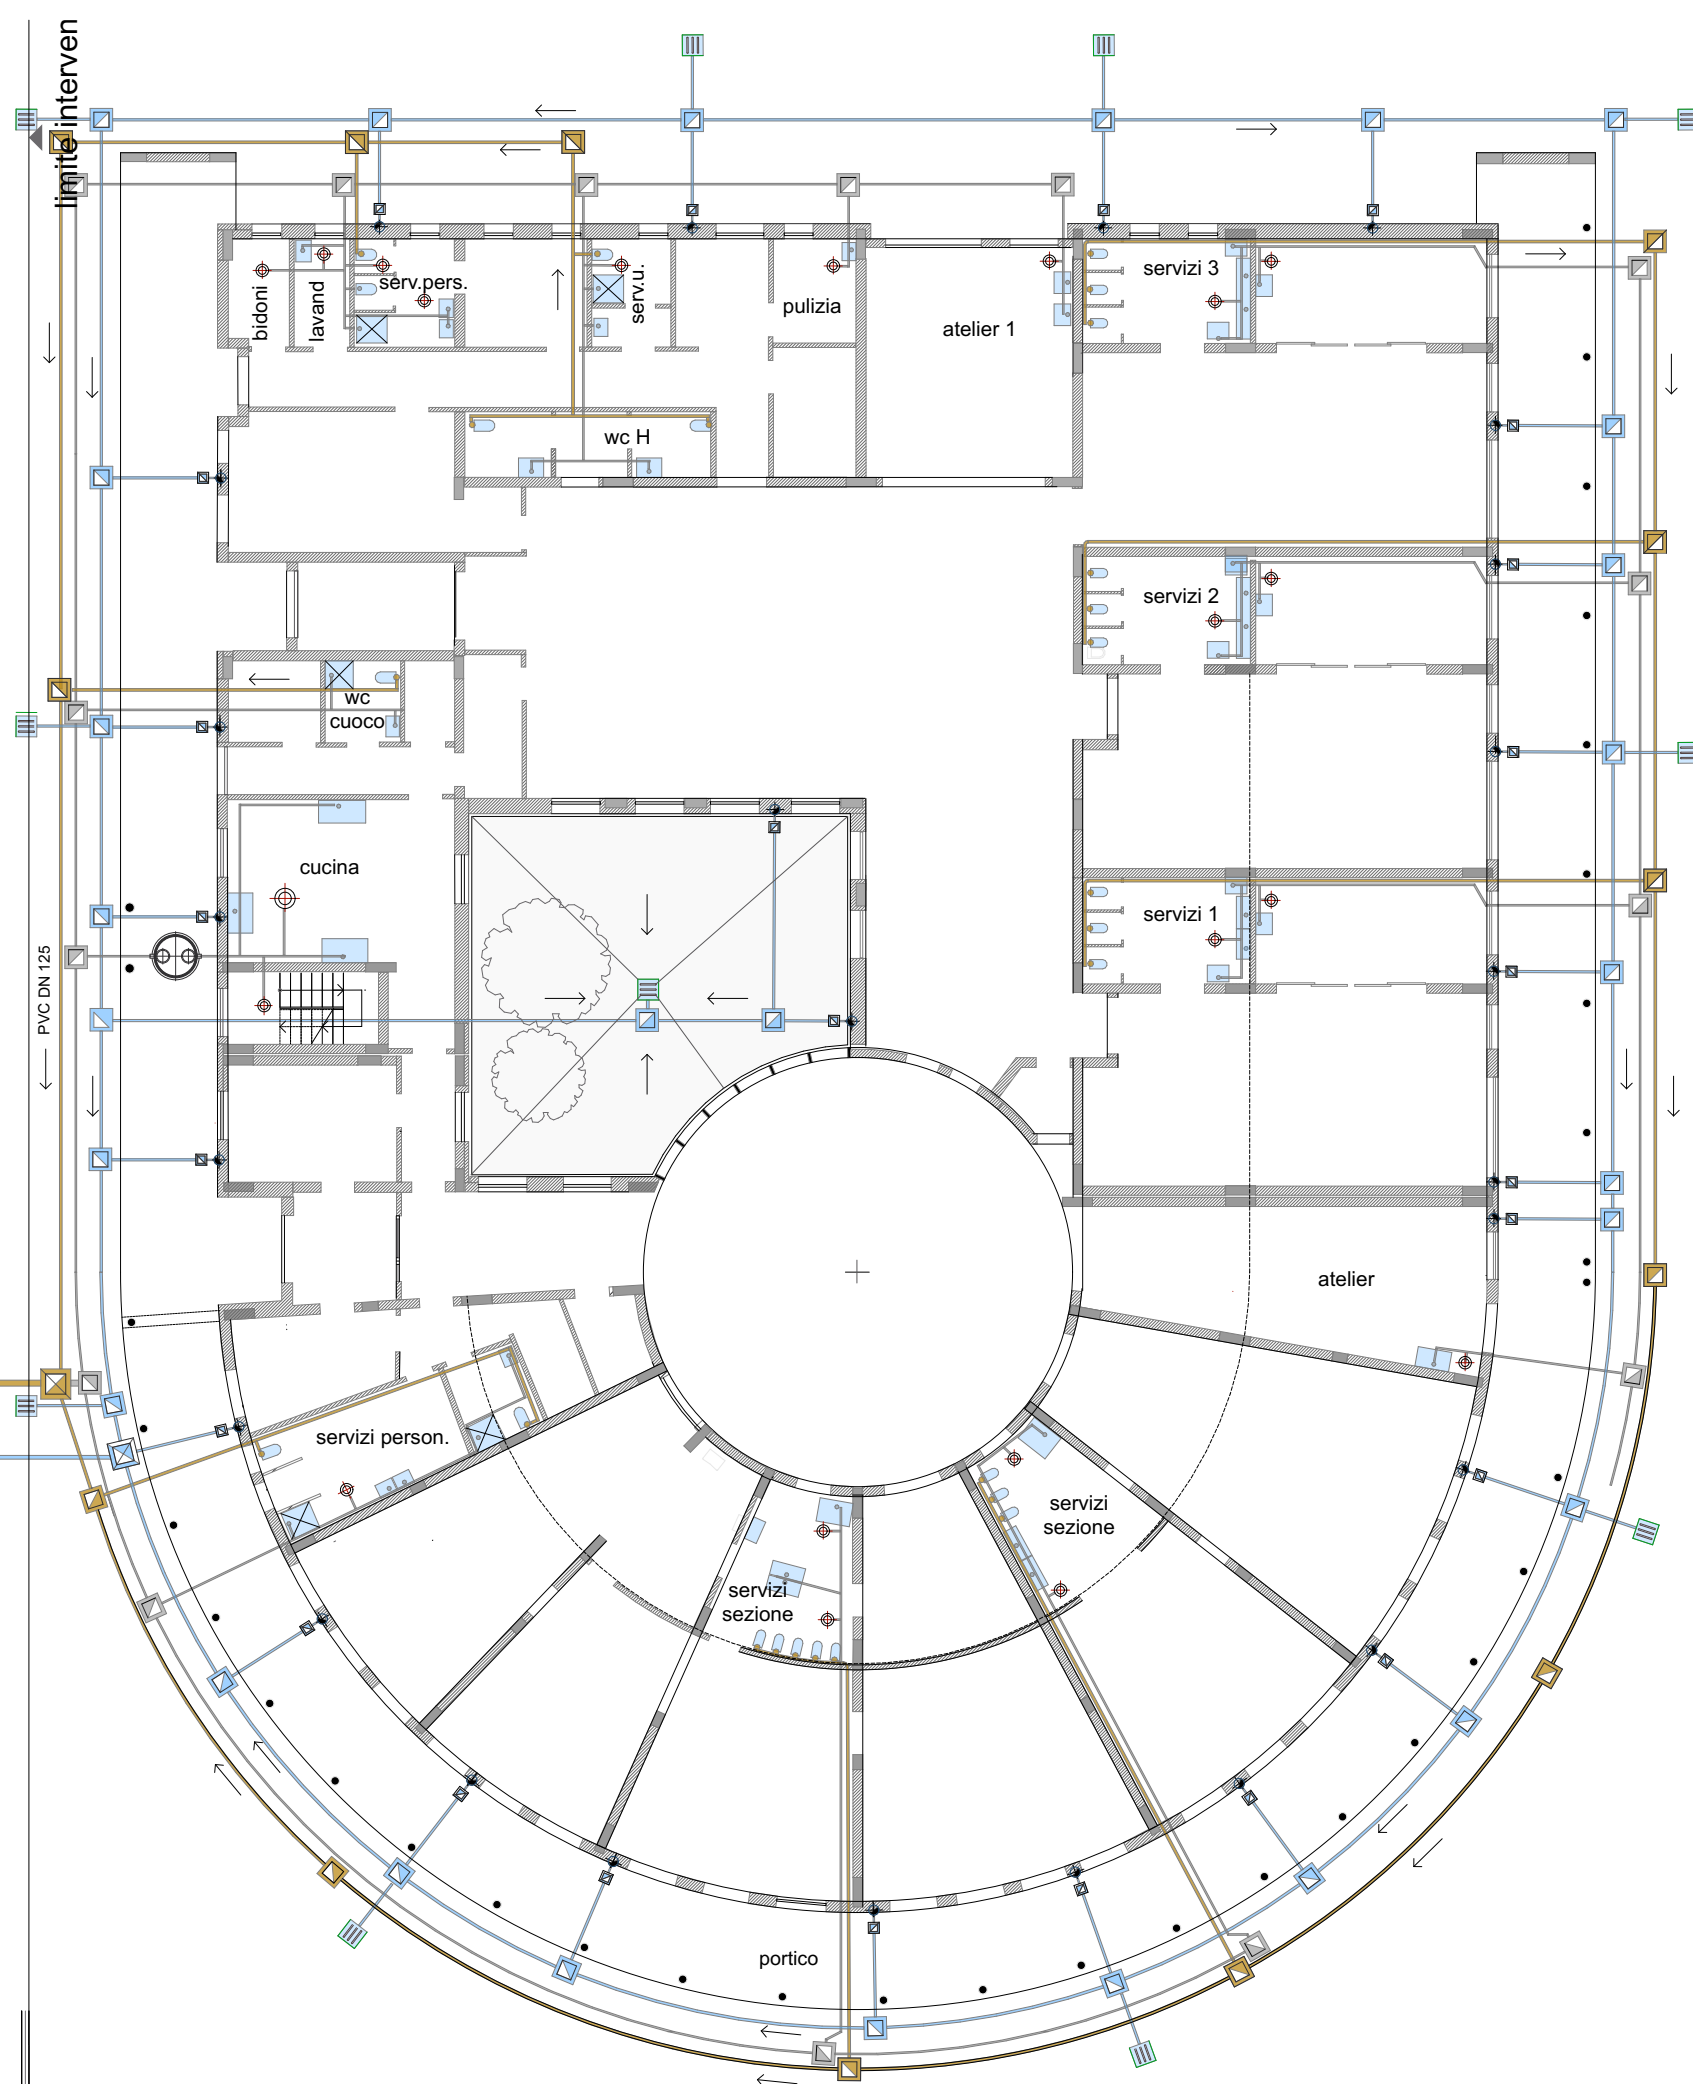 limite interven
bidoni
lavand
serv.pers.
serv.u.
pulizia
atelier 1
servizi 3
wc H
servizi 2
wc
cuoco
cucina
servizi 1
PVC DN 125
atelier
servizi person.
servizi
sezione
servizi
sezione
portico